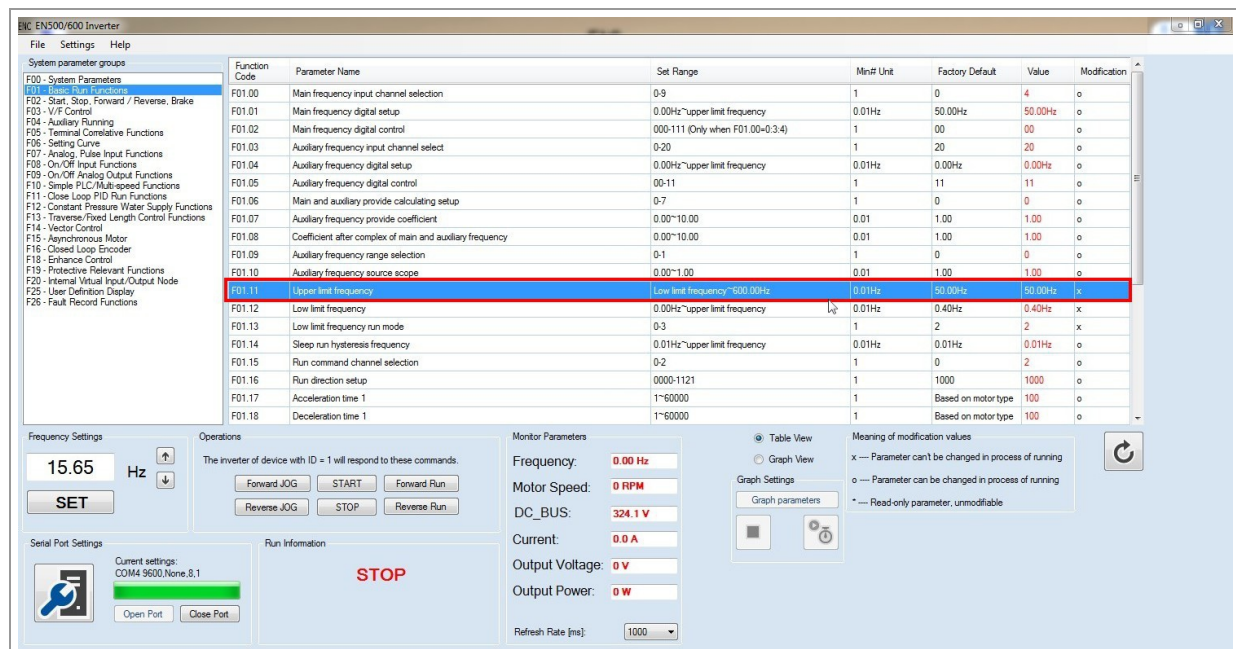 ENC EN500/600 Inverter
File Settings Help
System parameter groups
F00 - System Parameters
F01 - Basic Run Functions
F02 - Start, Stop, Forward / Reverse, Brake
F03 - V/F Control
F04 - Auxiliary Running
F05 - Terminal Correlative Functions
F06 - Setting Curve
F07 - Analog, Pulse Input Functions
F08 - On/Off Input Functions
F09 - On/Off Analog Output Functions
F10 - Simple PLC/Multi-speed Functions
F11 - Close Loop PID Run Functions
F12 - Constant Pressure Water Supply Functions
F13 - Traverse/Fixed Length Control Functions
F14 - Vector Control
F15 - Asynchronous Motor
F16 - Closed Loop Encoder
F18 - Enhance Control
F19 - Protective Relevant Functions
F20 - Internal Virtual Input/Output Node
F25 - User Definition Display
F26 - Fault Record Functions
Function Code Parameter Name Set Range Min# Unit Factory Default Value Modification
F01.00 Main frequency input channel selection 0-9 1 0 4 o
F01.01 Main frequency digital setup 0.00Hz~upper limit frequency 0.01Hz 50.00Hz 50.00Hz o
F01.02 Main frequency digital control 000-111 (Only when F01.00=0:3:4) 1 00 00 o
F01.03 Auxiliary frequency input channel select 0-20 1 20 20 o
F01.04 Auxiliary frequency digital setup 0.00Hz~upper limit frequency 0.01Hz 0.00Hz 0.00Hz o
F01.05 Auxiliary frequency digital control 00-11 1 11 11 o
F01.06 Main and auxiliary provide calculating setup 0-7 1 0 0 o
F01.07 Auxiliary frequency provide coefficient 0.00~10.00 0.01 1.00 1.00 o
F01.08 Coefficient after complex of main and auxiliary frequency 0.00~10.00 0.01 1.00 1.00 o
F01.09 Auxiliary frequency range selection 0-1 1 0 0 o
F01.10 Auxiliary frequency source scope 0.00~1.00 0.01 1.00 1.00 o
F01.11 Upper limit frequency Low limit frequency~600.00Hz 0.01Hz 50.00Hz 50.00Hz x
F01.12 Low limit frequency 0.00Hz~upper limit frequency 0.01Hz 0.40Hz 0.40Hz x
F01.13 Low limit frequency run mode 0-3 1 2 2 x
F01.14 Sleep run hysteresis frequency 0.01Hz~upper limit frequency 0.01Hz 0.01Hz 0.01Hz o
F01.15 Run command channel selection 0-2 1 0 2 o
F01.16 Run direction setup 0000-1121 1 1000 1000 o
F01.17 Acceleration time 1 1~60000 1 Based on motor type 100 o
F01.18 Deceleration time 1 1~60000 1 Based on motor type 100 o
Frequency Settings
15.65 Hz
SET
Operations
The inverter of device with ID = 1 will respond to these commands.
Forward JOG START Forward Run
Reverse JOG STOP Reverse Run
Serial Port Settings
Current settings:
COM4 9600,None,8,1
Open Port Close Port
Run Information
STOP
Monitor Parameters
Frequency: 0.00 Hz
Motor Speed: 0 RPM
DC_BUS: 324.1 V
Current: 0.0 A
Output Voltage: 0 V
Output Power: 0 W
Refresh Rate [ms]: 1000
Table View
Graph View
Graph Settings
Graph parameters
Meaning of modification values
x --- Parameter can't be changed in process of running
o --- Parameter can be changed in process of running
* --- Read-only parameter, unmodifiable